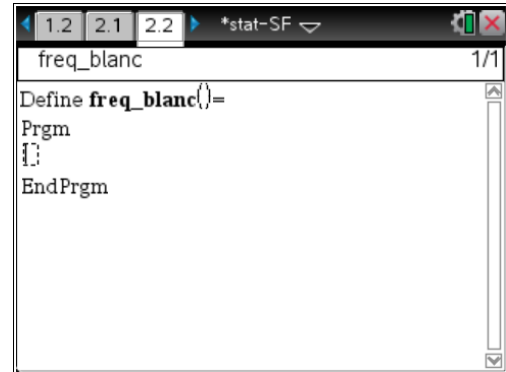 1.2 2.1 2.2 *stat-SF
freq_blanc 1/1
Define freq_blanc()=
Prgm
EndPrgm